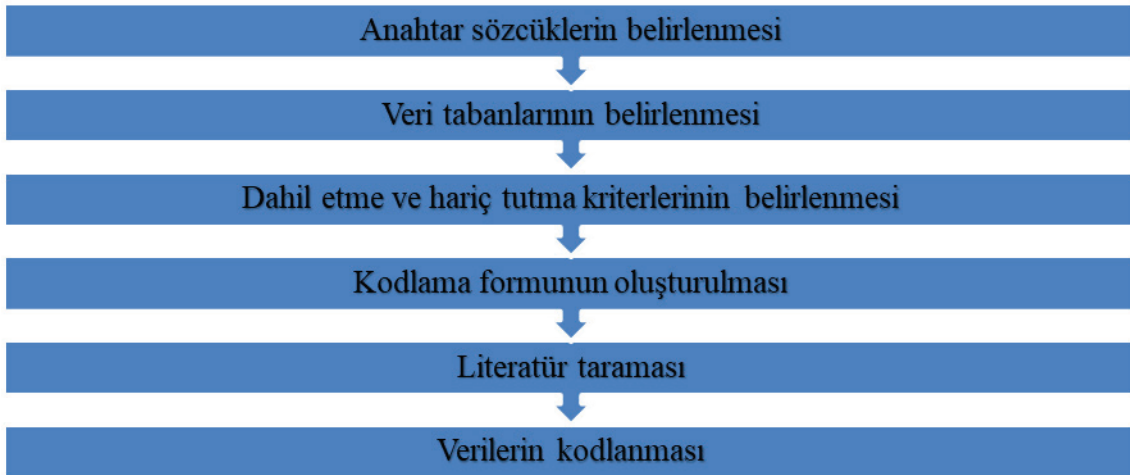 Anahtar sözcüklerin belirlenmesi
Veri tabanlarının belirlenmesi
Dahil etme ve hariç tutma kriterlerinin belirlenmesi
Kodlama formunun oluşturulması
Literatür taraması
Verilerin kodlanması